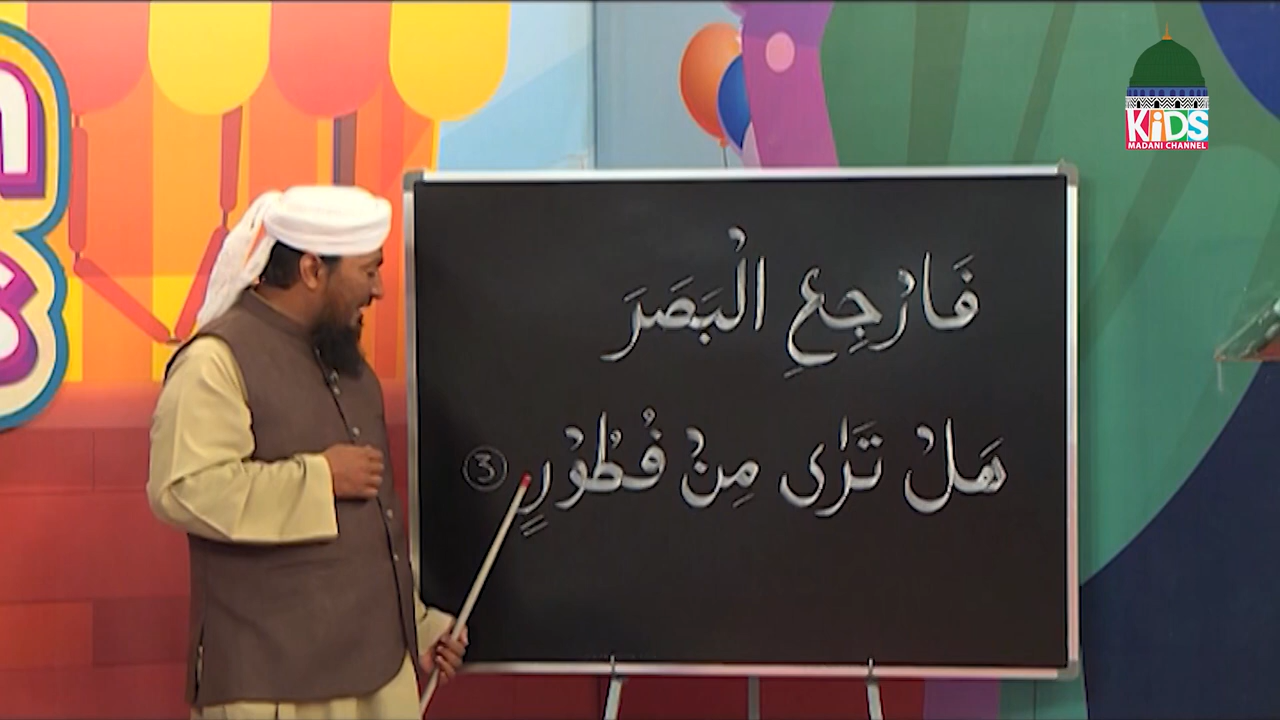 KiDS
MADANI CHANNEL
فَارْجِعِ الْبَصَرَ
هَلْ تَرٰى مِنْ فُطُوْرٍ ③